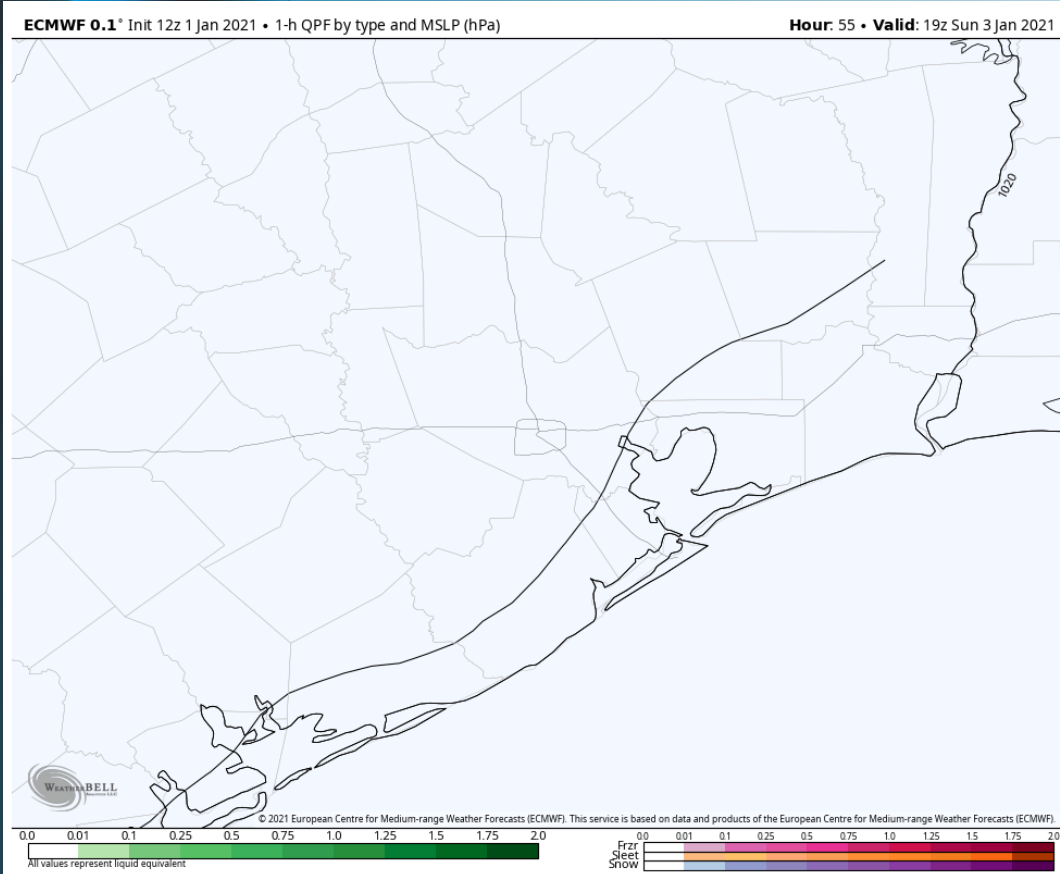 ECMWF 0.1° Init 12z 1 Jan 2021 • 1-h QPF by type and MSLP (hPa) Hour: 55 • Valid: 19z Sun 3 Jan 2021
1020
WEATHERBELL
© 2021 European Centre for Medium-range Weather Forecasts (ECMWF). This service is based on data and products of the European Centre for Medium-range Weather Forecasts (ECMWF).
0.0 0.01 0.1 0.25 0.5 0.75 1.0 1.25 1.5 1.75 2.0
All values represent liquid equivalent
0.0 0.01 0.1 0.25 0.5 0.75 1.0 1.25 1.5 1.75 2.0
Frzr
Sleet
Snow